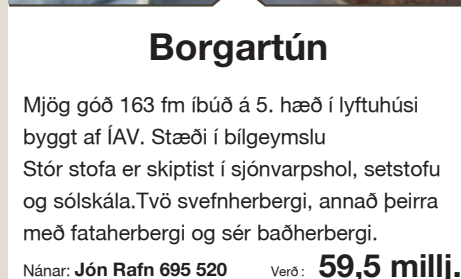 Borgartún
Mjög góð 163 fm íbúð á 5. hæð í lyftuhúsi
byggt af ÍAV. Stæði í bílgeymslu
Stór stofa er skiptist í sjónvarpshol, setstofu
og sólskála.Tvö svefnherbergi, annað þeirra
með fataherbergi og sér baðherbergi.
Nánar: Jón Rafn 695 520 Verð : 59,5 millj.